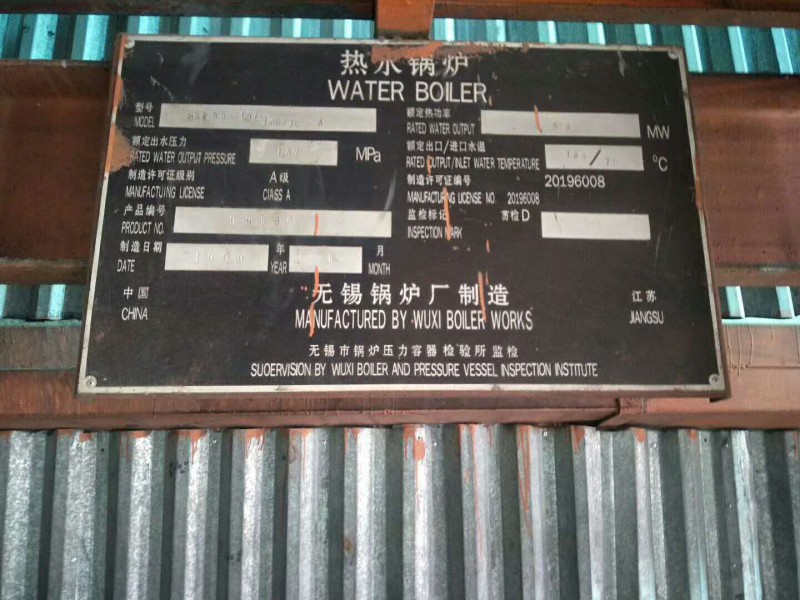 热水锅炉
WATER BOILER
型号
MODEL
额定热功率
RATED WATER OUTPUT MW
额定出水压力
RATED WATER OUTPUT PRESSURE MPa
额定出口/进口水温
RATED OUTPUT/INLET WATER TEMPERATURE / °C
制造许可证级别 A级
MANUFACTUING LICENSE CIASS A
制造许可证编号 20196008
MANUFACTURING LICENSE NO. 20196008
产品编号
PRODUCT NO.
监检标记 剪检D
INSPECTION MARK
制造日期 年 月
DATE YEAR MONTH
中国 无锡锅炉厂制造 江苏
CHINA MANUFACTURED BY WUXI BOILER WORKS JIANGSU
无锡市锅炉压力容器检验所监检
SUOERVISION BY WUXI BOILER AND PRESSURE VESSEL INSPECTION INSTITUTE